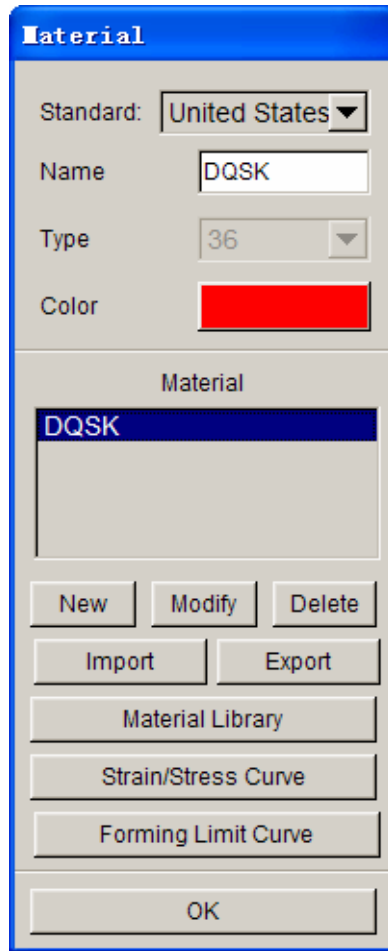 Material
Standard: United States
Name DQSK
Type 36
Color
Material
DQSK
New Modify Delete
Import Export
Material Library
Strain/Stress Curve
Forming Limit Curve
OK